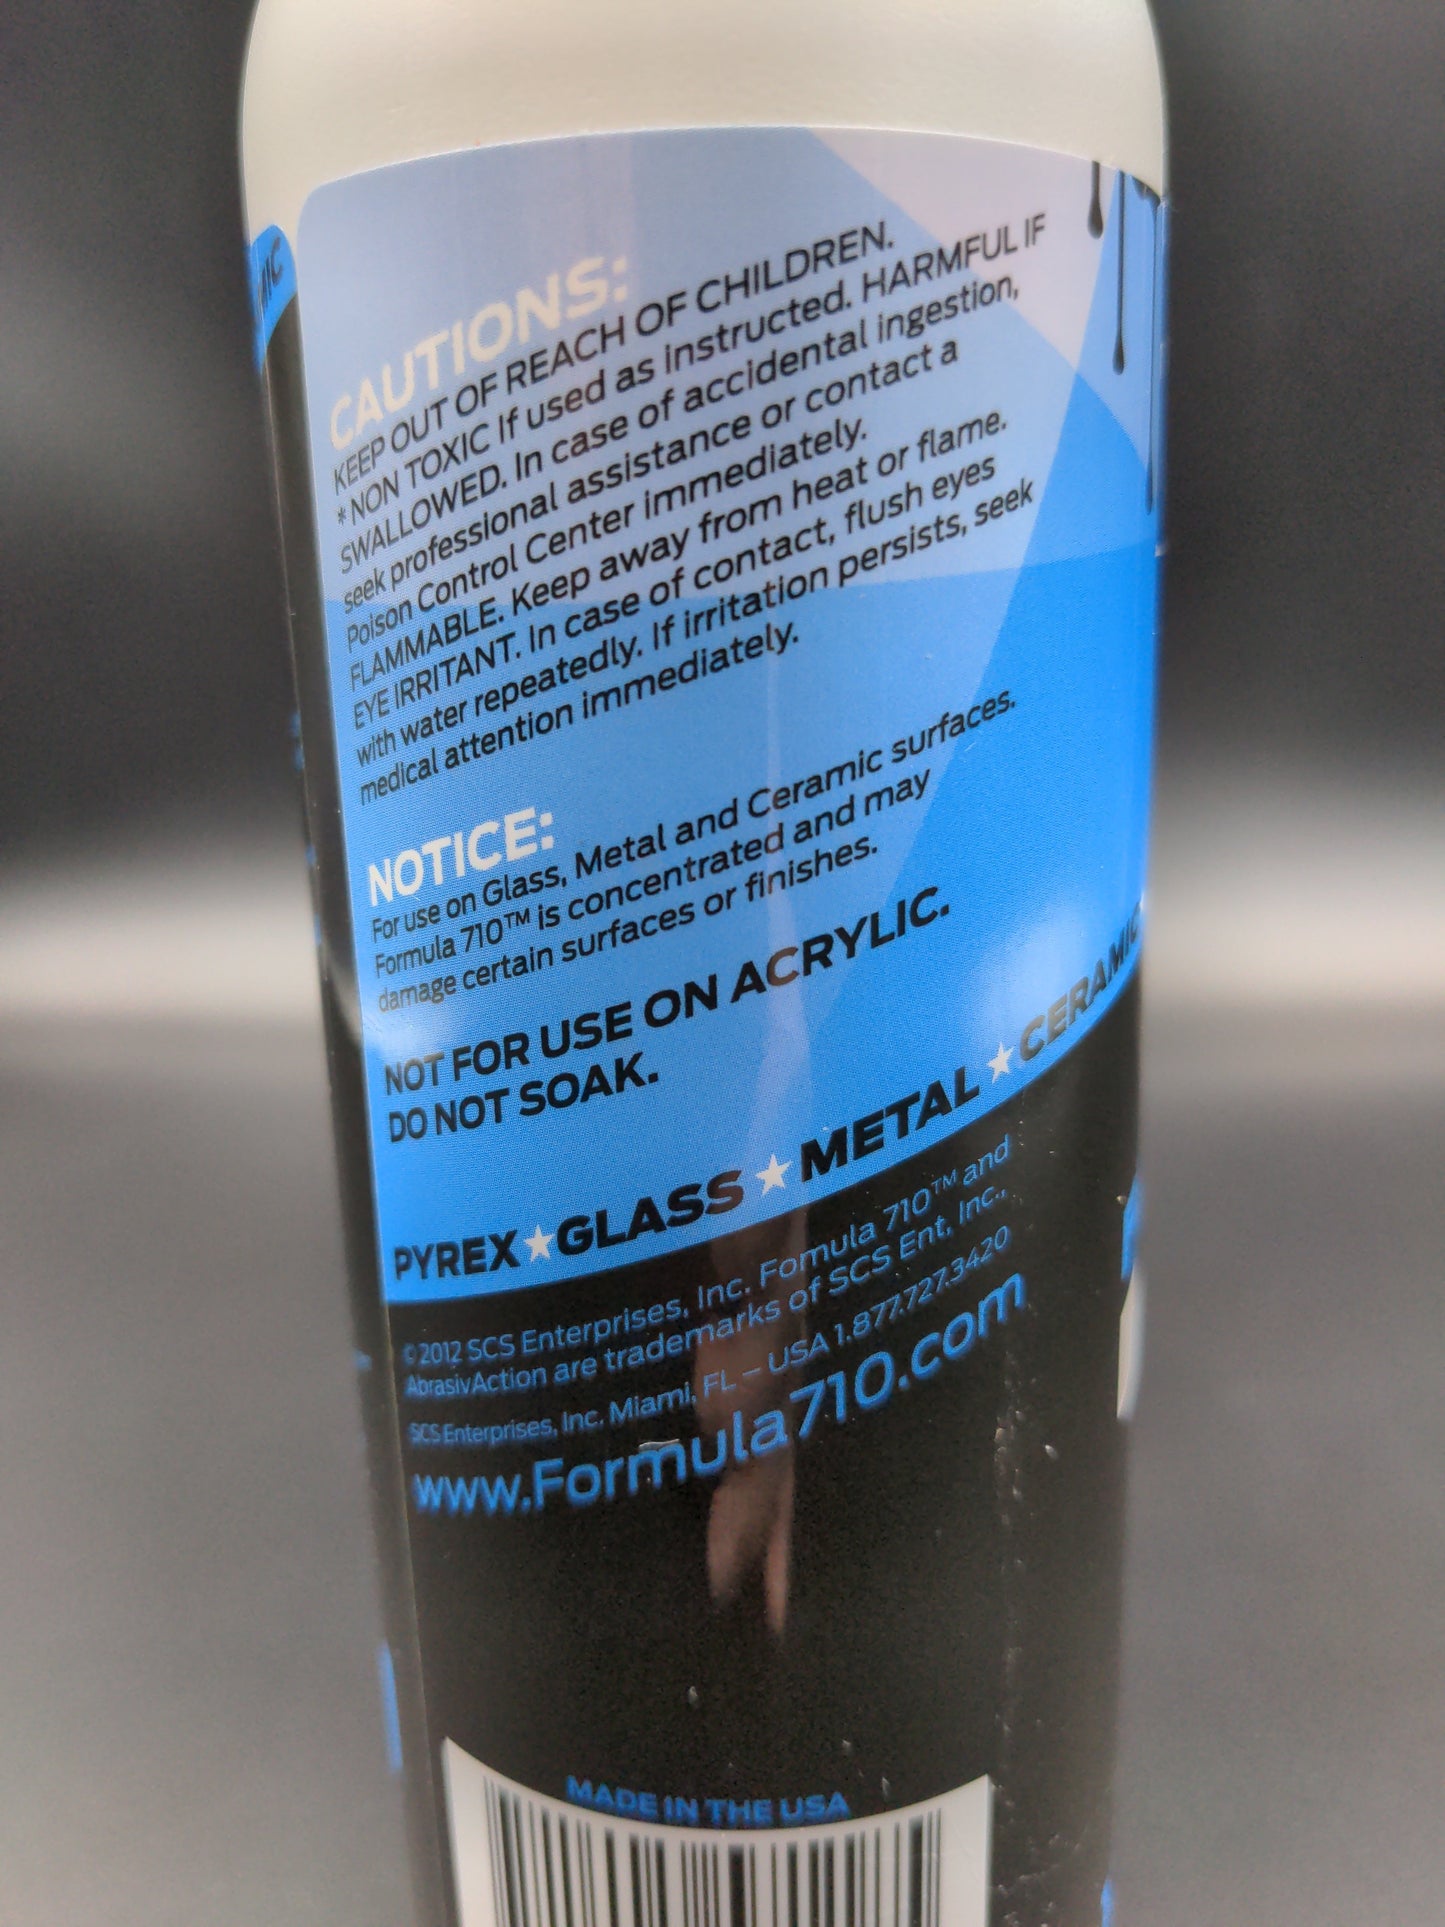 MIC
CAUTIONS:
KEEP OUT OF REACH OF CHILDREN.
*NON TOXIC If used as instructed. HARMFUL IF
SWALLOWED. In case of accidental ingestion,
seek professional assistance or contact a
Poison Control Center immediately.
FLAMMABLE. Keep away from heat or flame.
EYE IRRITANT. In case of contact, flush eyes
with water repeatedly. If irritation persists, seek
medical attention immediately.
NOTICE:
For use on Glass, Metal and Ceramic surfaces.
Formula 710™ is concentrated and may
damage certain surfaces or finishes.
NOT FOR USE ON ACRYLIC.
DO NOT SOAK.
PYREX★GLASS★METAL★CERAMIC
©2012 SCS Enterprises, Inc. Fomula 710™ and
AbrasivAction are trademarks of SCS Ent, Inc..
SCS Enterprises, Inc. Miami, FL – USA 1.877.727.3420
www.Formula710.com
MADE IN THE USA